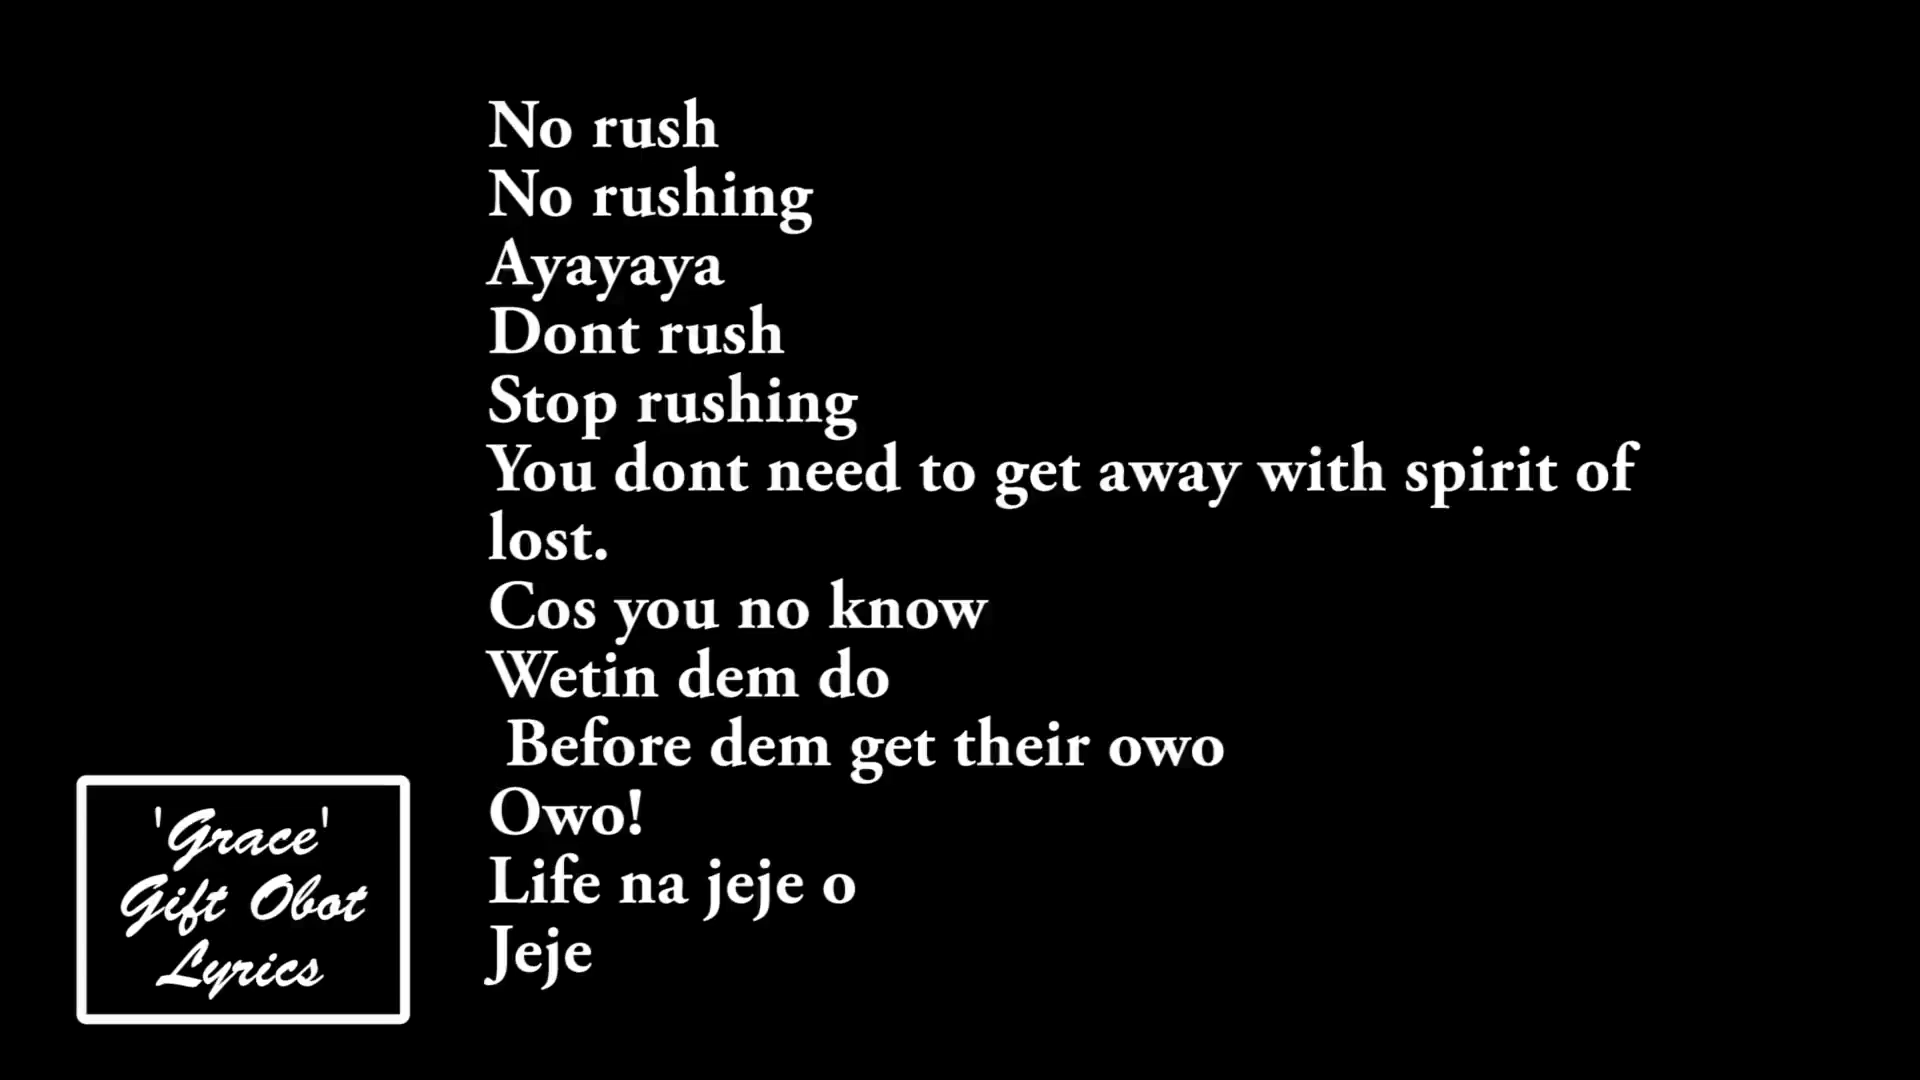 No rush
No rushing
Ayayaya
Dont rush
Stop rushing
You dont need to get away with spirit of
lost.
Cos you no know
Wetin dem do
Before dem get their owo
Owo!
Life na jeje o
Jeje
'Grace'
Gift Obot
Lyrics